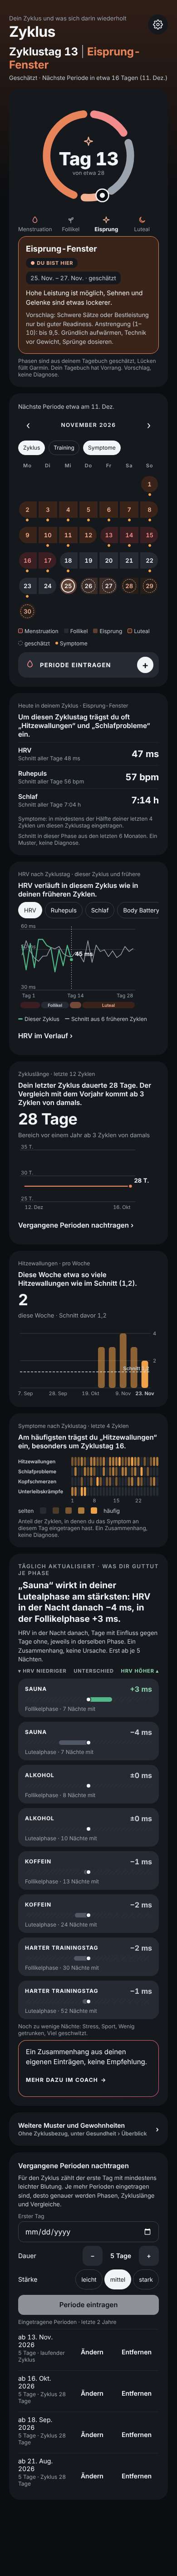 Dein Zyklus und was sich darin wiederholt
Zyklus
Zyklustag 13 | Eisprung-
Fenster
Geschätzt · Nächste Periode in etwa 16 Tagen (11. Dez.)
Tag 13
von etwa 28
Menstruation
Follikel
Eisprung
Luteal
Eisprung-Fenster
DU BIST HIER
25. Nov. – 27. Nov. · geschätzt
Hohe Leistung ist möglich, Sehnen und
Gelenke sind etwas lockerer.
Vorschlag: Schwere Sätze oder Bestleistung
nur bei guter Readiness. Anstrengung (1–
10): bis 9,5. Gründlich aufwärmen, Technik
vor Gewicht, Sprünge dosieren.
Phasen sind aus deinem Tagebuch geschätzt, Lücken
füllt Garmin. Dein Tagebuch hat Vorrang. Vorschlag,
keine Diagnose.
Nächste Periode etwa am 11. Dez.
‹ NOVEMBER 2026 ›
Zyklus Training Symptome
Mo Di Mi Do Fr Sa So
1
2 3 4 5 6 7 8
9 10 11 12 13 14 15
16 17 18 19 20 21 22
23 24 25 26 27 28 29
30
Menstruation Follikel Eisprung Luteal
geschätzt Symptome
PERIODE EINTRAGEN +
Heute in deinem Zyklus · Eisprung-Fenster
Um diesen Zyklustag trägst du oft
„Hitzewallungen“ und „Schlafprobleme“
ein.
HRV
Schnitt aller Tage 48 ms
47 ms
Ruhepuls
Schnitt aller Tage 56 bpm
57 bpm
Schlaf
Schnitt aller Tage 7:04 h
7:14 h
Symptome: in mindestens der Hälfte deiner letzten 4
Zyklen um diesen Zyklustag eingetragen.
Schnitt in dieser Phase aus den letzten 6 Monaten. Ein
Muster, keine Diagnose.
HRV nach Zyklustag · dieser Zyklus und frühere
HRV verläuft in diesem Zyklus wie in
deinen früheren Zyklen.
HRV Ruhepuls Schlaf Body Battery
60 ms
45 ms
30 ms
Tag 1 Tag 14 Tag 28
Follikel Luteal
Dieser Zyklus Schnitt aus 6 früheren Zyklen
HRV im Verlauf ›
Zykluslänge · letzte 12 Zyklen
Dein letzter Zyklus dauerte 28 Tage. Der
Vergleich mit dem Vorjahr kommt ab 3
Zyklen von damals.
28 Tage
Bereich vor einem Jahr ab 3 Zyklen von damals
35 T.
30 T.
28 T.
25 T.
12. Dez 16. Okt.
Vergangene Perioden nachtragen ›
Hitzewallungen · pro Woche
Diese Woche etwa so viele
Hitzewallungen wie im Schnitt (1,2).
2
diese Woche · Schnitt davor 1,2
4
2
7. Sep. 28. Sep. 19. Okt 9. Nov 23. Nov
Symptome nach Zyklustag · letzte 4 Zyklen
Am häufigsten trägst du „Hitzewallungen“
ein, besonders um Zyklustag 16.
Hitzewallungen
Schlafprobleme
Kopfschmerzen
Unterleibskrämpfe
1 8 15 22
selten häufig
Anteil der Zyklen, in denen du das Symptom an
diesem Tag eingetragen hast. Ein Zusammenhang,
keine Diagnose.
TÄGLICH AKTUALISIERT · WAS DIR GUTTUT
JE PHASE
„Sauna“ wirkt in deiner
Lutealphase am stärksten: HRV
in der Nacht danach −4 ms, in
der Follikelphase +3 ms.
HRV in der Nacht danach, Tage mit Einfluss gegen
Tage ohne, jeweils in derselben Phase. Ein
Zusammenhang, keine Ursache. Erst ab je 5
Nächten.
▾ HRV NIEDRIGER UNTERSCHIED HRV HÖHER ▴
SAUNA +3 ms
Follikelphase · 7 Nächte mit
SAUNA −4 ms
Lutealphase · 7 Nächte mit
ALKOHOL ±0 ms
Follikelphase · 8 Nächte mit
ALKOHOL ±0 ms
Lutealphase · 10 Nächte mit
KOFFEIN −1 ms
Follikelphase · 13 Nächte mit
KOFFEIN −2 ms
Lutealphase · 24 Nächte mit
HARTER TRAININGSTAG −2 ms
Follikelphase · 30 Nächte mit
HARTER TRAININGSTAG −1 ms
Lutealphase · 52 Nächte mit
Noch zu wenige Nächte: Stress, Sport, Wenig
getrunken, Viel geschwitzt.
Ein Zusammenhang aus deinen
eigenen Einträgen, keine Empfehlung.
MEHR DAZU IM COACH →
Weitere Muster und Gewohnheiten
Ohne Zyklusbezug, unter Gesundheit › Überblick
›
Vergangene Perioden nachtragen
Für den Zyklus zählt der erste Tag mit mindestens
leichter Blutung. Je mehr Perioden eingetragen
sind, desto genauer werden Phasen, Zykluslänge
und Vergleiche.
Erster Tag
mm/dd/yyyy
Dauer − 5 Tage +
Stärke leicht mittel stark
Periode eintragen
Eingetragene Perioden · letzte 2 Jahre
ab 13. Nov.
2026
5 Tage · laufender
Zyklus
Ändern Entfernen
ab 16. Okt.
2026
5 Tage · Zyklus 28
Tage
Ändern Entfernen
ab 18. Sep.
2026
5 Tage · Zyklus 28
Tage
Ändern Entfernen
ab 21. Aug.
2026
5 Tage · Zyklus 28
Tage
Ändern Entfernen